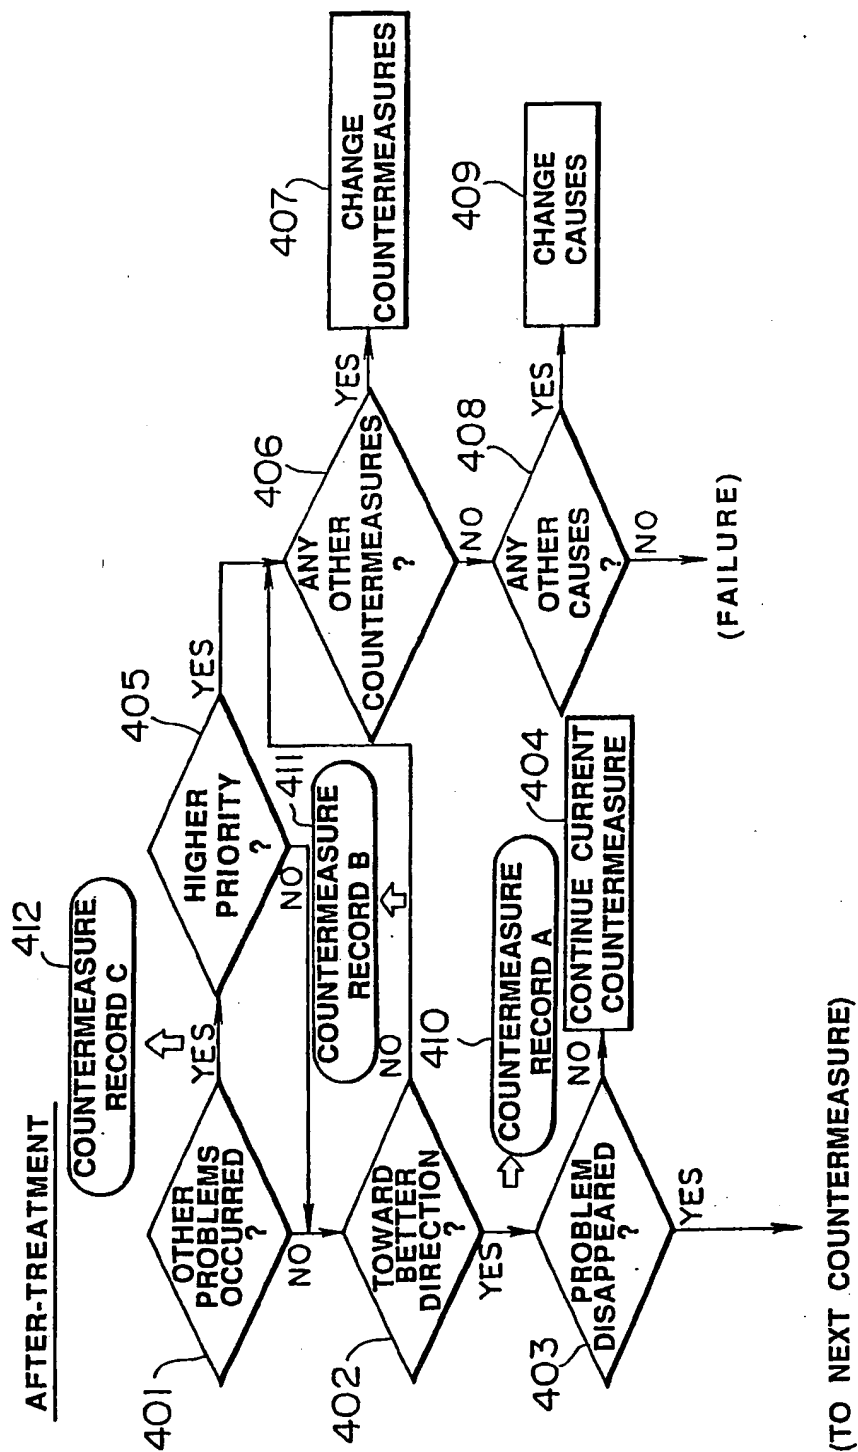 AFTER-TREATMENT
412
COUNTERMEASURE
RECORD C
401
OTHER
PROBLEMS
OCCURRED
?
YES
NO
405
HIGHER
PRIORITY
?
YES
NO
411
COUNTERMEASURE
RECORD B
402
TOWARD
BETTER
DIRECTION
?
NO
YES
410
COUNTERMEASURE
RECORD A
403
PROBLEM
DISAPPEARED
?
NO
YES
404
CONTINUE CURRENT
COUNTERMEASURE
406
ANY
OTHER
COUNTERMEASURES
?
YES
NO
407
CHANGE
COUNTERMEASURES
408
ANY
OTHER
CAUSES
?
YES
NO
409
CHANGE
CAUSES
(FAILURE)
(TO NEXT COUNTERMEASURE)